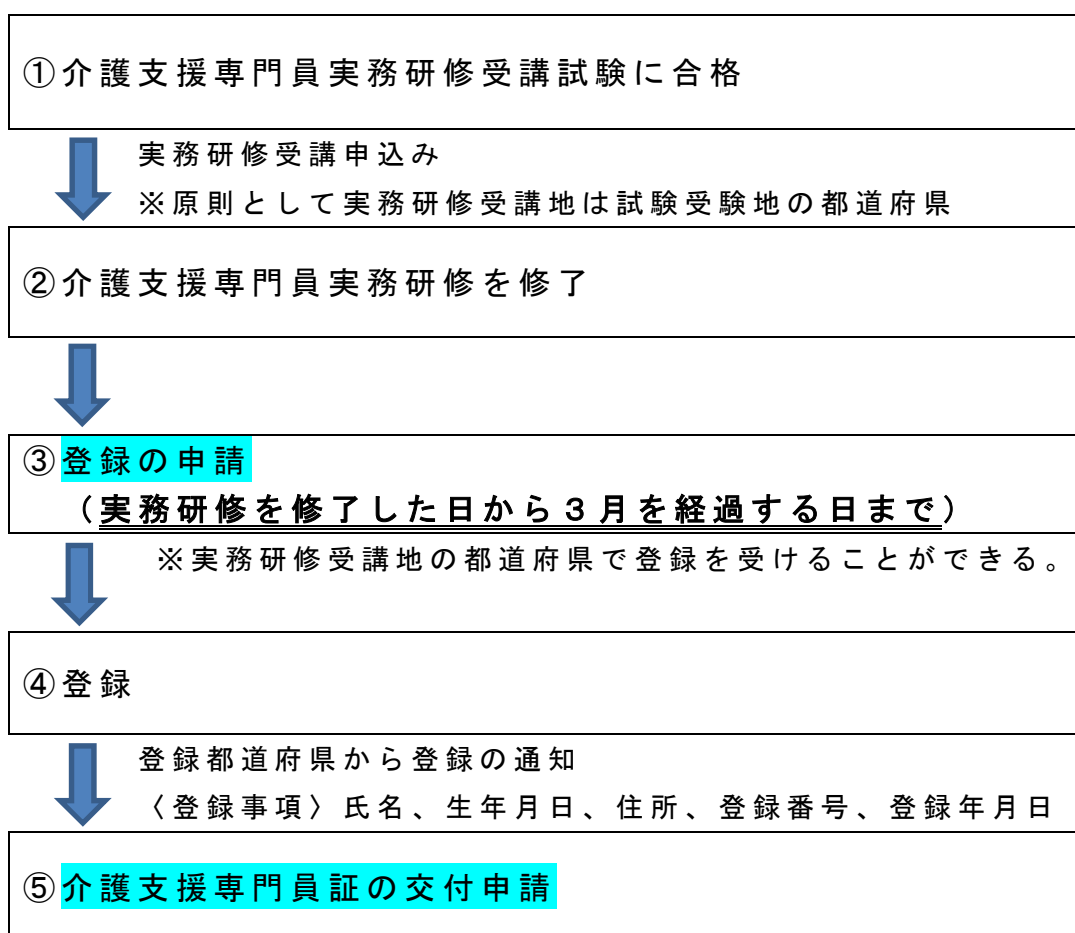 ①介護支援専門員実務研修受講試験に合格
実務研修受講申込み
※原則として実務研修受講地は試験受験地の都道府県
②介護支援専門員実務研修を修了
③登録の申請
（実務研修を修了した日から３月を経過する日まで）
※実務研修受講地の都道府県で登録を受けることができる。
④登録
登録都道府県から登録の通知
〈登録事項〉氏名、生年月日、住所、登録番号、登録年月日
⑤介護支援専門員証の交付申請